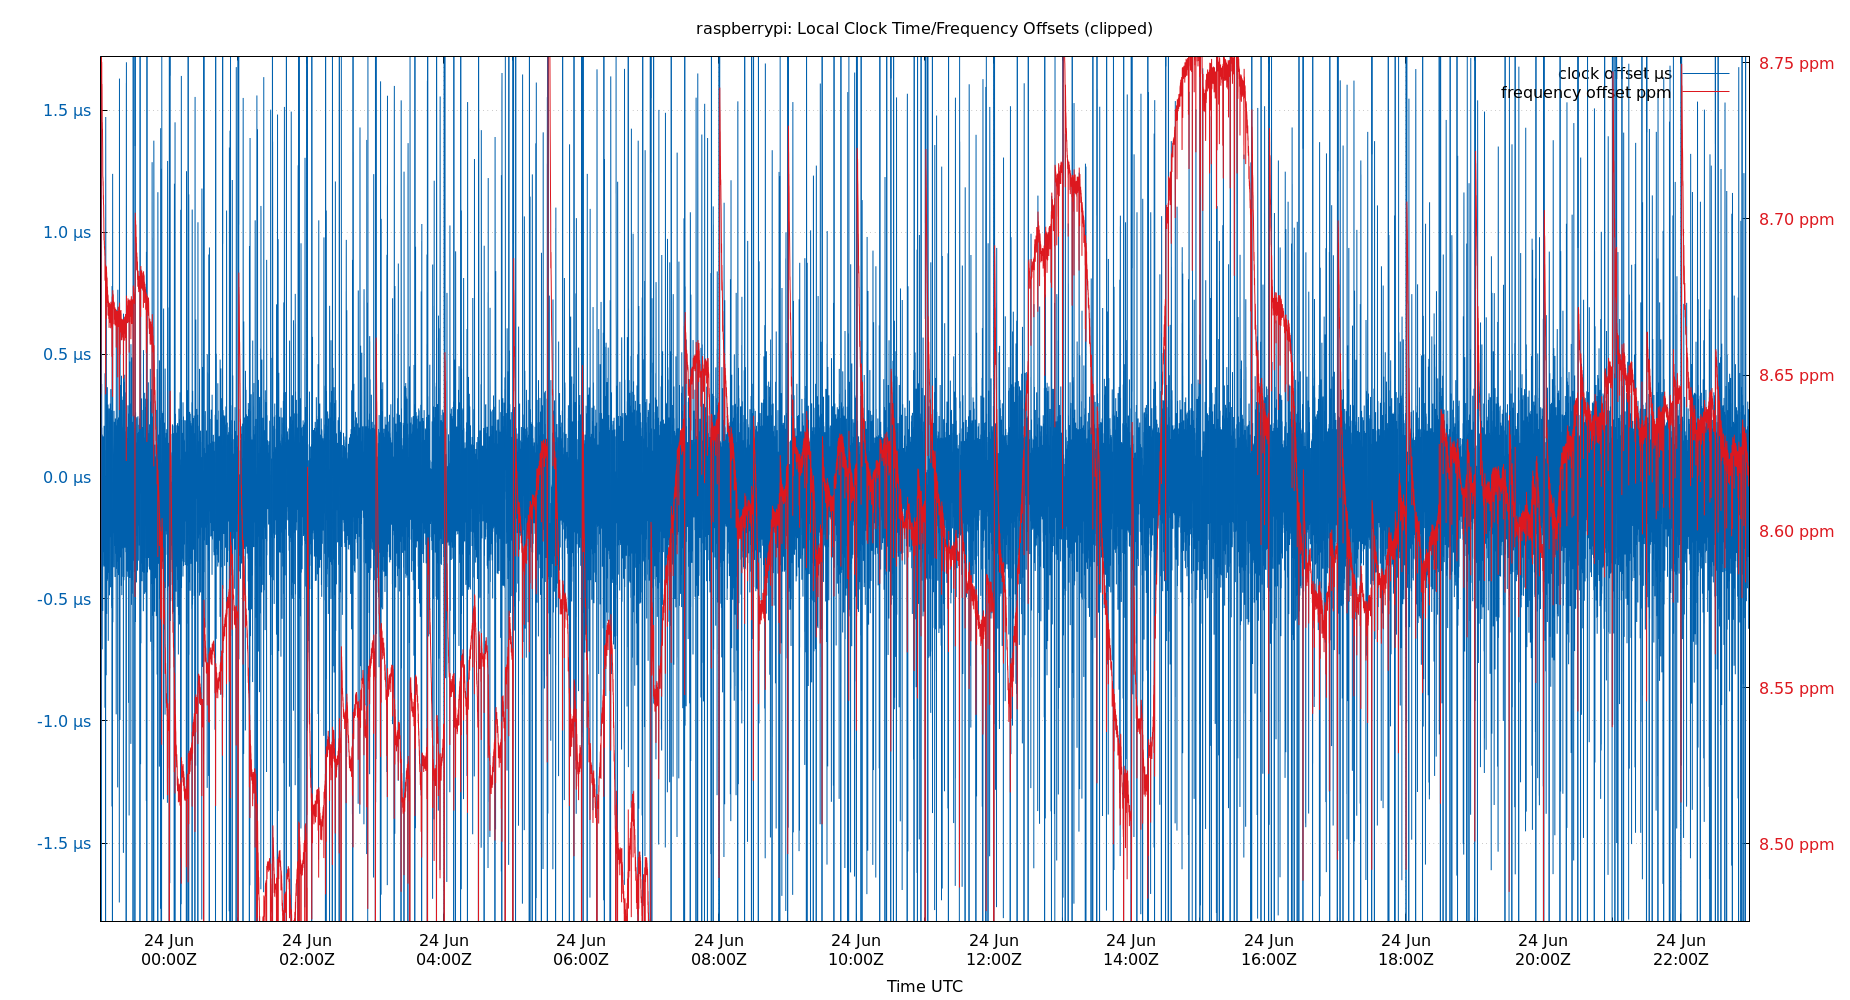 raspberrypi: Local Clock Time/Frequency Offsets (clipped)
clock offset µs
frequency offset ppm
1.5 µs
1.0 µs
0.5 µs
0.0 µs
-0.5 µs
-1.0 µs
-1.5 µs
8.75 ppm
8.70 ppm
8.65 ppm
8.60 ppm
8.55 ppm
8.50 ppm
24 Jun 24 Jun 24 Jun 24 Jun 24 Jun 24 Jun 24 Jun 24 Jun 24 Jun 24 Jun 24 Jun 24 Jun
00:00Z 02:00Z 04:00Z 06:00Z 08:00Z 10:00Z 12:00Z 14:00Z 16:00Z 18:00Z 20:00Z 22:00Z
Time UTC